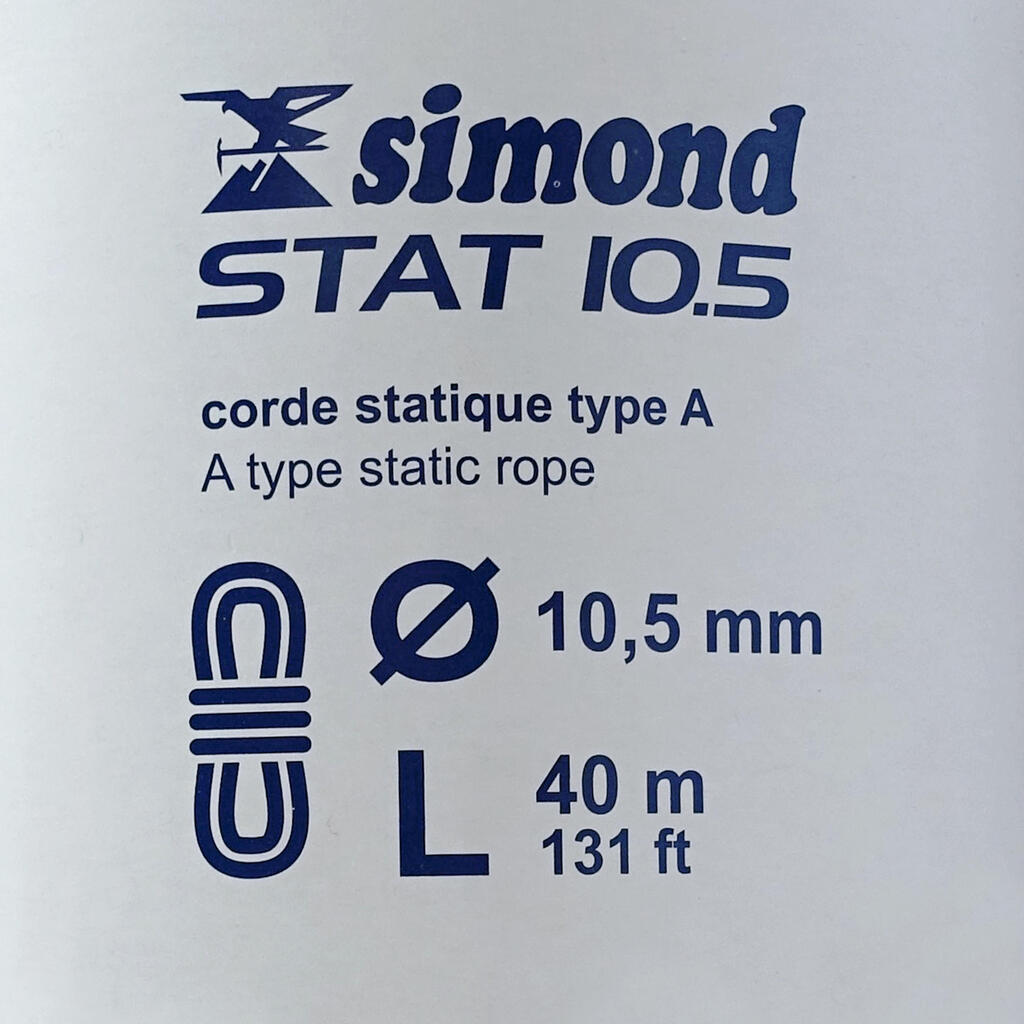 simond
STAT 10.5
corde statique type A
A type static rope
Ø 10,5 mm
L 40 m
131 ft